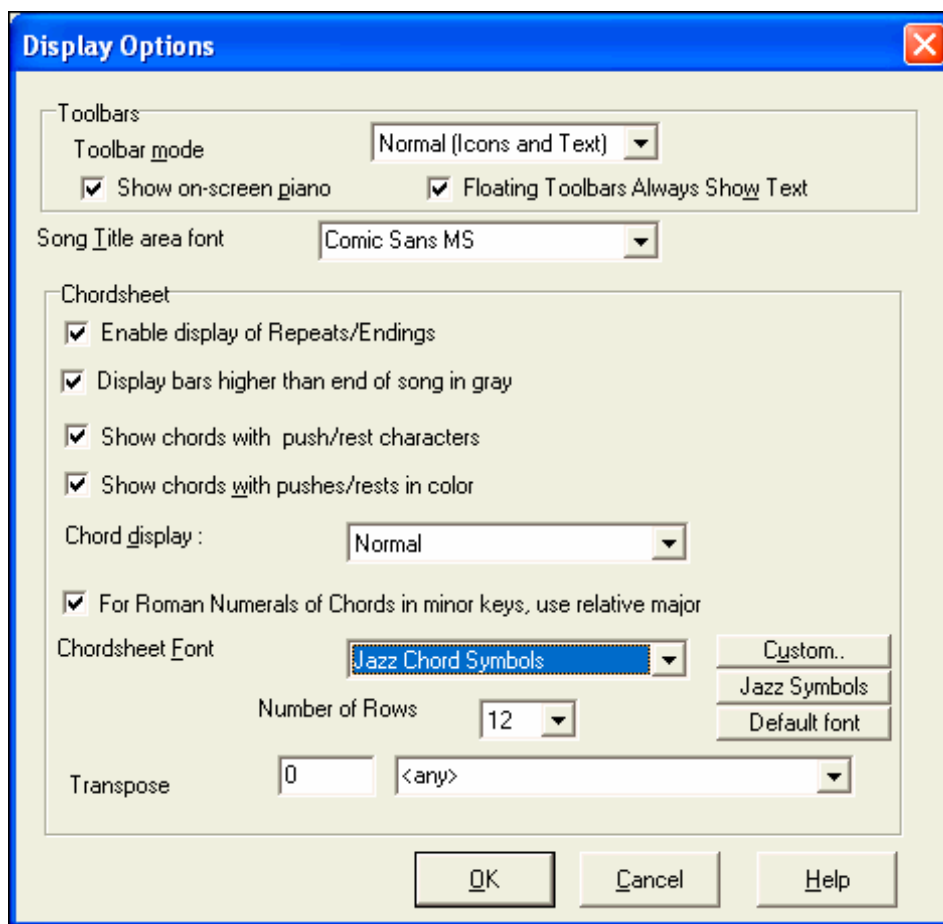 Display Options
Toolbars
Toolbar mode
Normal (Icons and Text)
Show on-screen piano
Floating Toolbars Always Show Text
Song Title area font
Comic Sans MS
Chordsheet
Enable display of Repeats/Endings
Display bars higher than end of song in gray
Show chords with  push/rest characters
Show chords with pushes/rests in color
Chord display :
Normal
For Roman Numerals of Chords in minor keys, use relative major
Chordsheet Font
Jazz Chord Symbols
Custom..
Jazz Symbols
Default font
Number of Rows
12
Transpose
0
<any>
OK
Cancel
Help